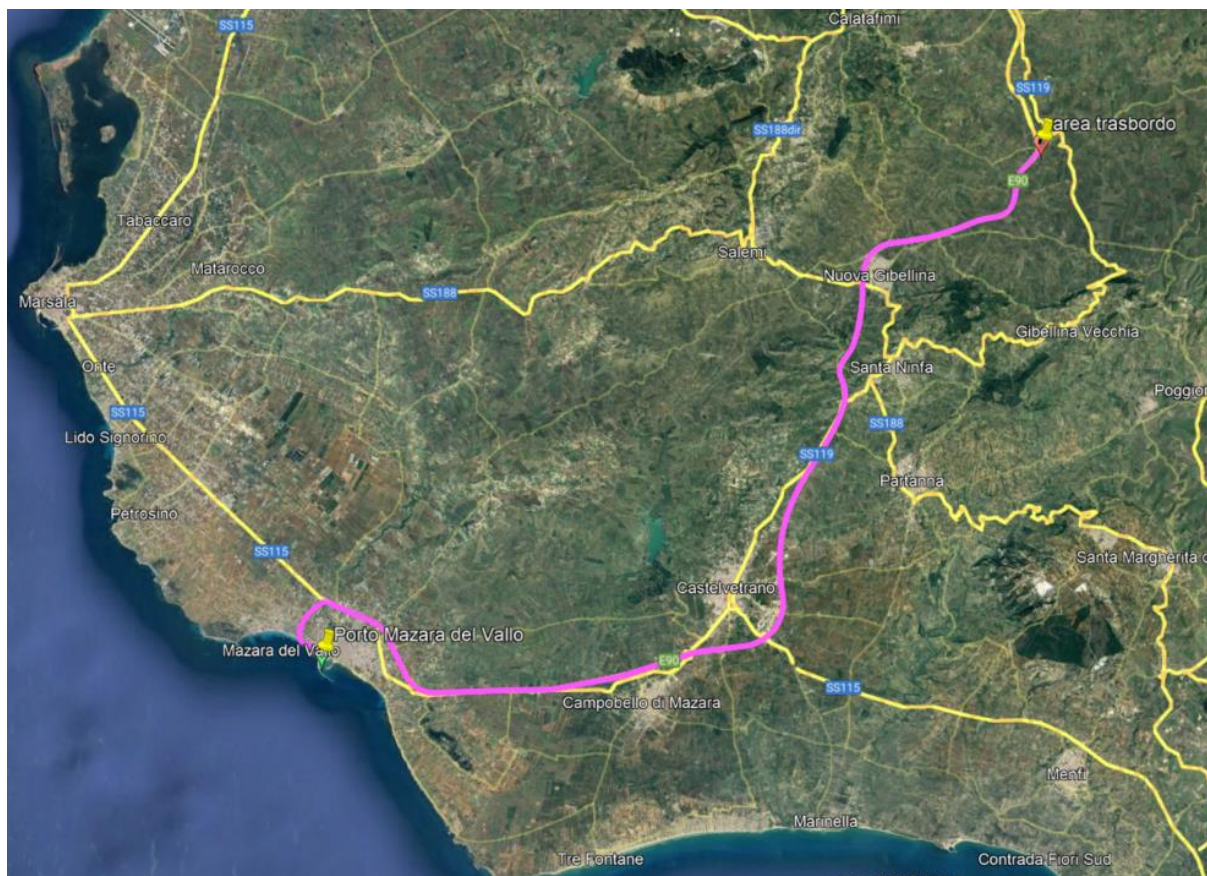 SS115
Calatafimi
SS119
SS188dir
area trasbordo
E90
Tabaccaro
Salemi
Matarocco
Nuova Gibellina
SS188
Marsala
Gibellina Vecchia
Onte
Santa Ninfa
Poggior
SS115
SS188
Lido Signorino
SS119
Partanna
Petrosino
SS115
Santa Margherita
Castelvetrano
Porto Mazara del Vallo
Mazara del Vallo
E90
SS115
Campobello di Mazara
Menfi
Marinella
Tre Fontane
Contrada Fiori Sud